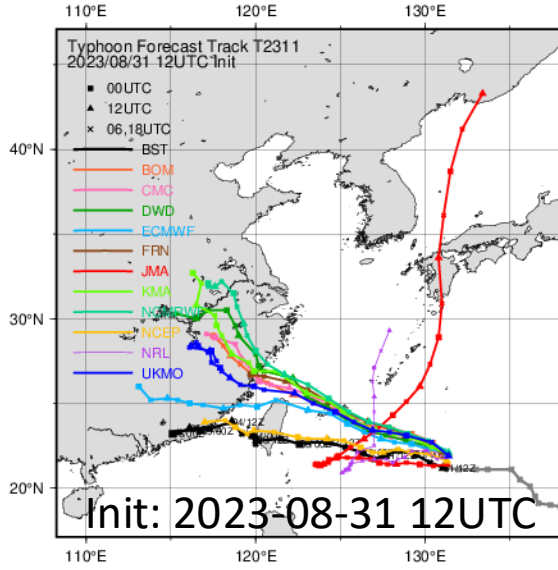 110°E 120°E 130°E
Typhoon Forecast Track T2311
2023/08/31 12UTC Init
00UTC
12UTC
06,18UTC
BST
BOM
CMC
DWD
ECMWF
FRN
JMA
KMA
NCEP
NRL
UKMO
40°N
30°N
20°N
Init: 2023-08-31 12UTC
110°E 120°E 130°E